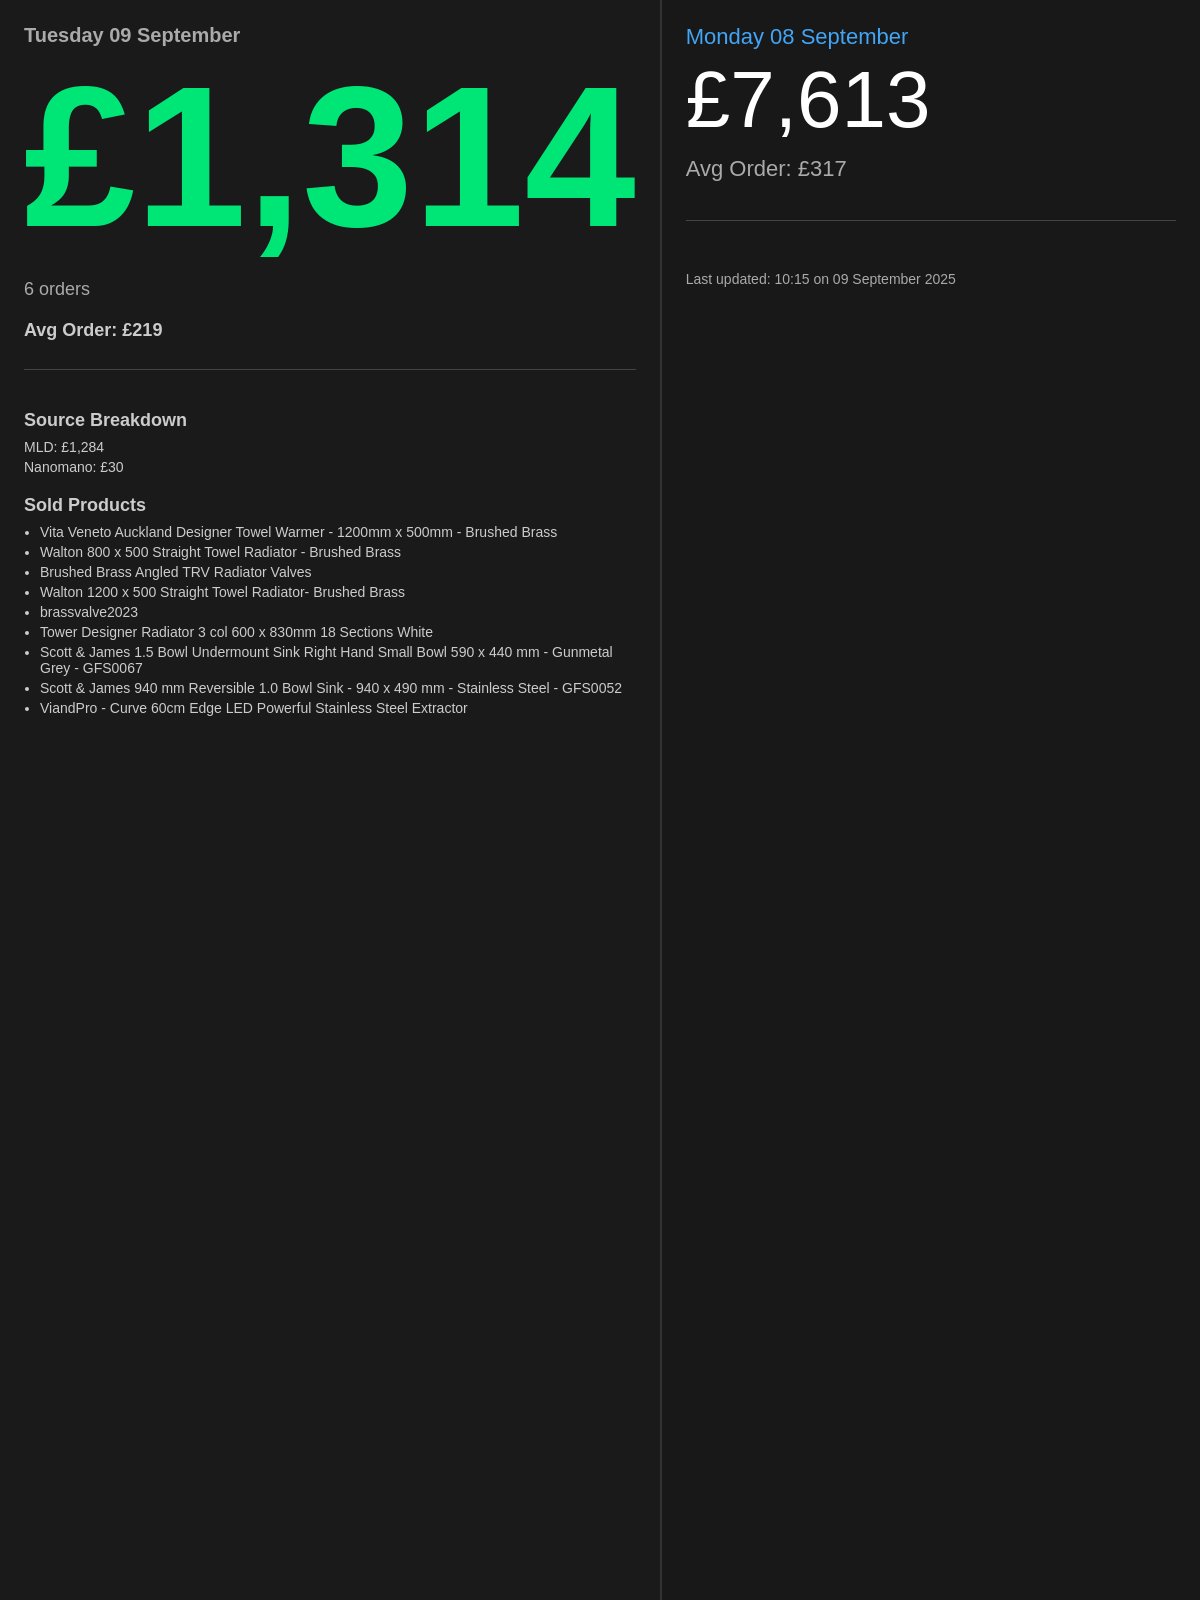 Tuesday 09 September
£1,314
6 orders
Avg Order: £219
Source Breakdown
MLD: £1,284
Nanomano: £30
Sold Products
• Vita Veneto Auckland Designer Towel Warmer - 1200mm x 500mm - Brushed Brass
• Walton 800 x 500 Straight Towel Radiator - Brushed Brass
• Brushed Brass Angled TRV Radiator Valves
• Walton 1200 x 500 Straight Towel Radiator- Brushed Brass
• brassvalve2023
• Tower Designer Radiator 3 col 600 x 830mm 18 Sections White
• Scott & James 1.5 Bowl Undermount Sink Right Hand Small Bowl 590 x 440 mm - Gunmetal
Grey - GFS0067
• Scott & James 940 mm Reversible 1.0 Bowl Sink - 940 x 490 mm - Stainless Steel - GFS0052
• ViandPro - Curve 60cm Edge LED Powerful Stainless Steel Extractor
Monday 08 September
£7,613
Avg Order: £317
Last updated: 10:15 on 09 September 2025